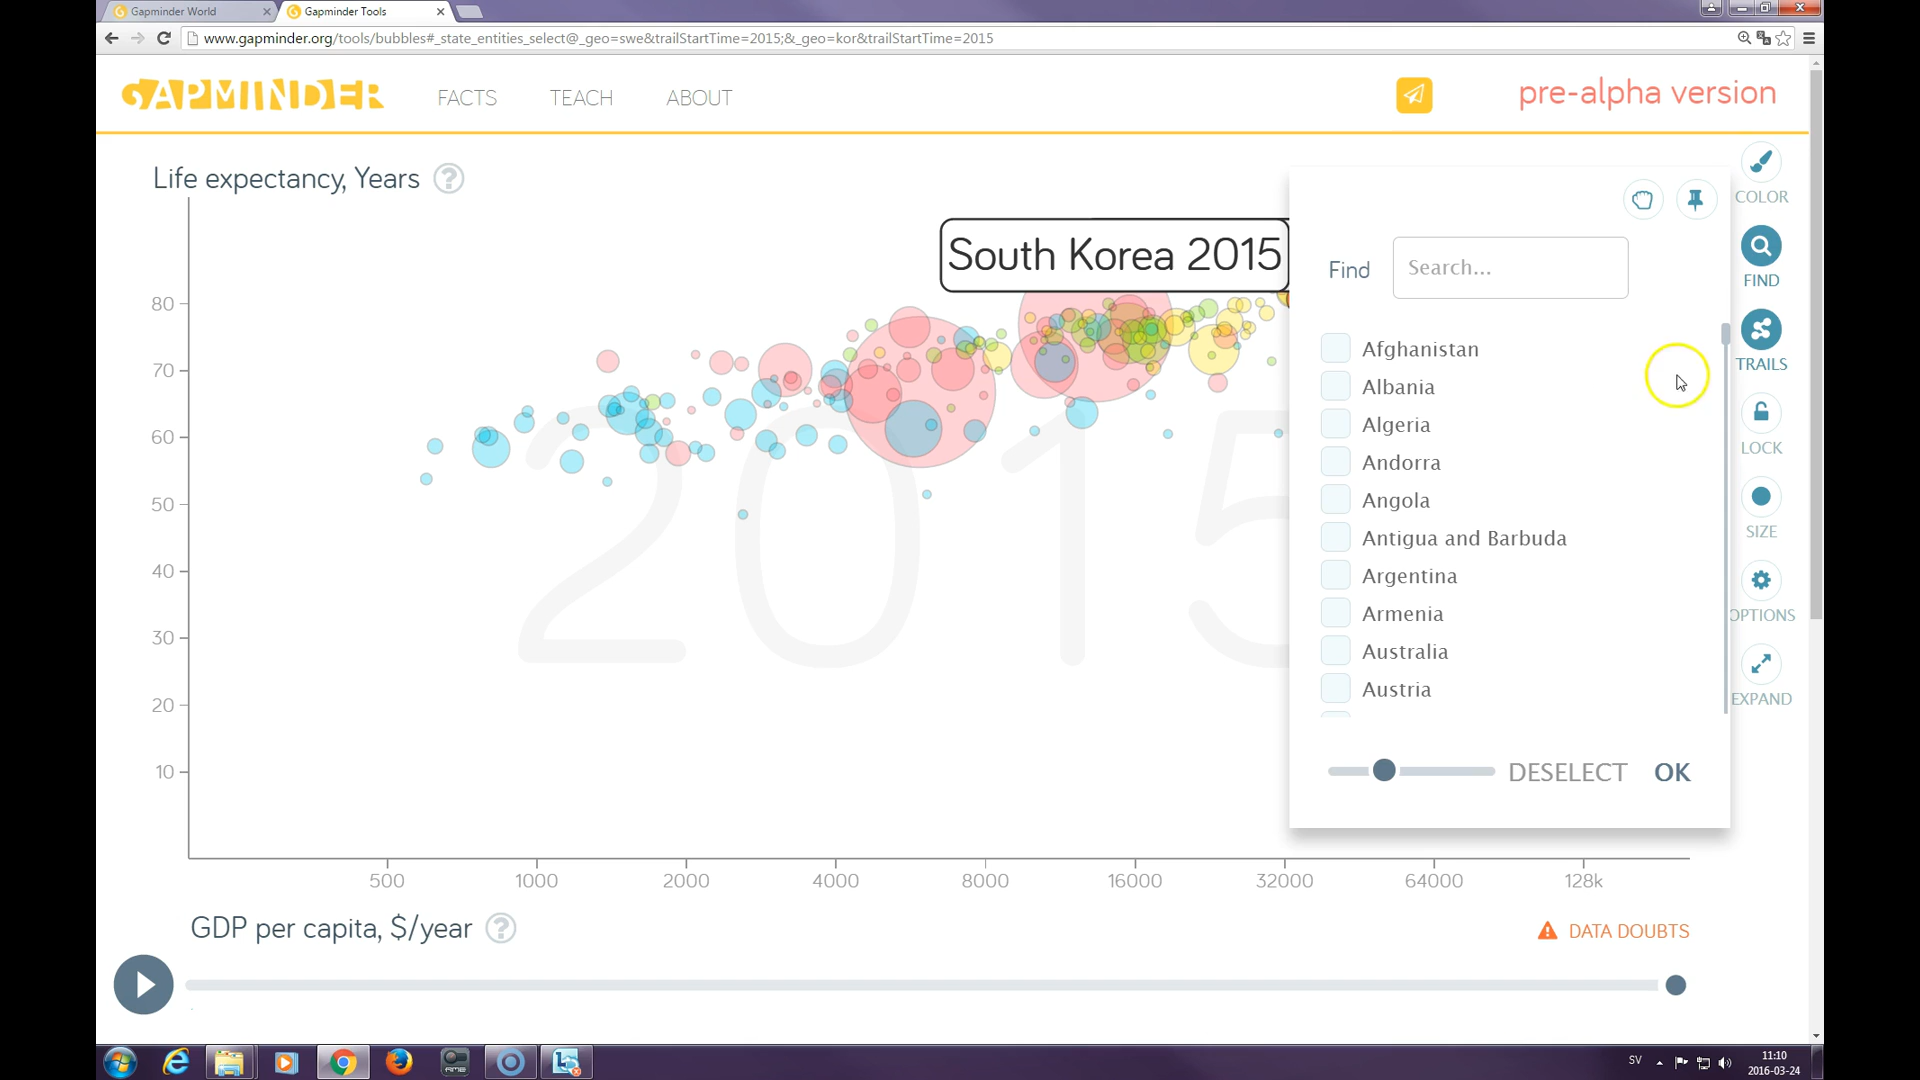 Gapminder World
Gapminder Tools
www.gapminder.org/tools/bubbles#_state_entities_select@_geo=swe&trailStartTime=2015;&_geo=kor&trailStartTime=2015
GAPMINDER
FACTS
TEACH
ABOUT
pre-alpha version
Life expectancy, Years ?
COLOR
South Korea 2015
Find
Search...
FIND
80
70
60
50
40
30
20
10
2015
Afghanistan
Albania
Algeria
Andorra
Angola
Antigua and Barbuda
Argentina
Armenia
Australia
Austria
TRAILS
LOCK
SIZE
OPTIONS
EXPAND
DESELECT OK
500 1000 2000 4000 8000 16000 32000 64000 128k
GDP per capita, $/year ?
DATA DOUBTS
SV
11:10
2016-03-24